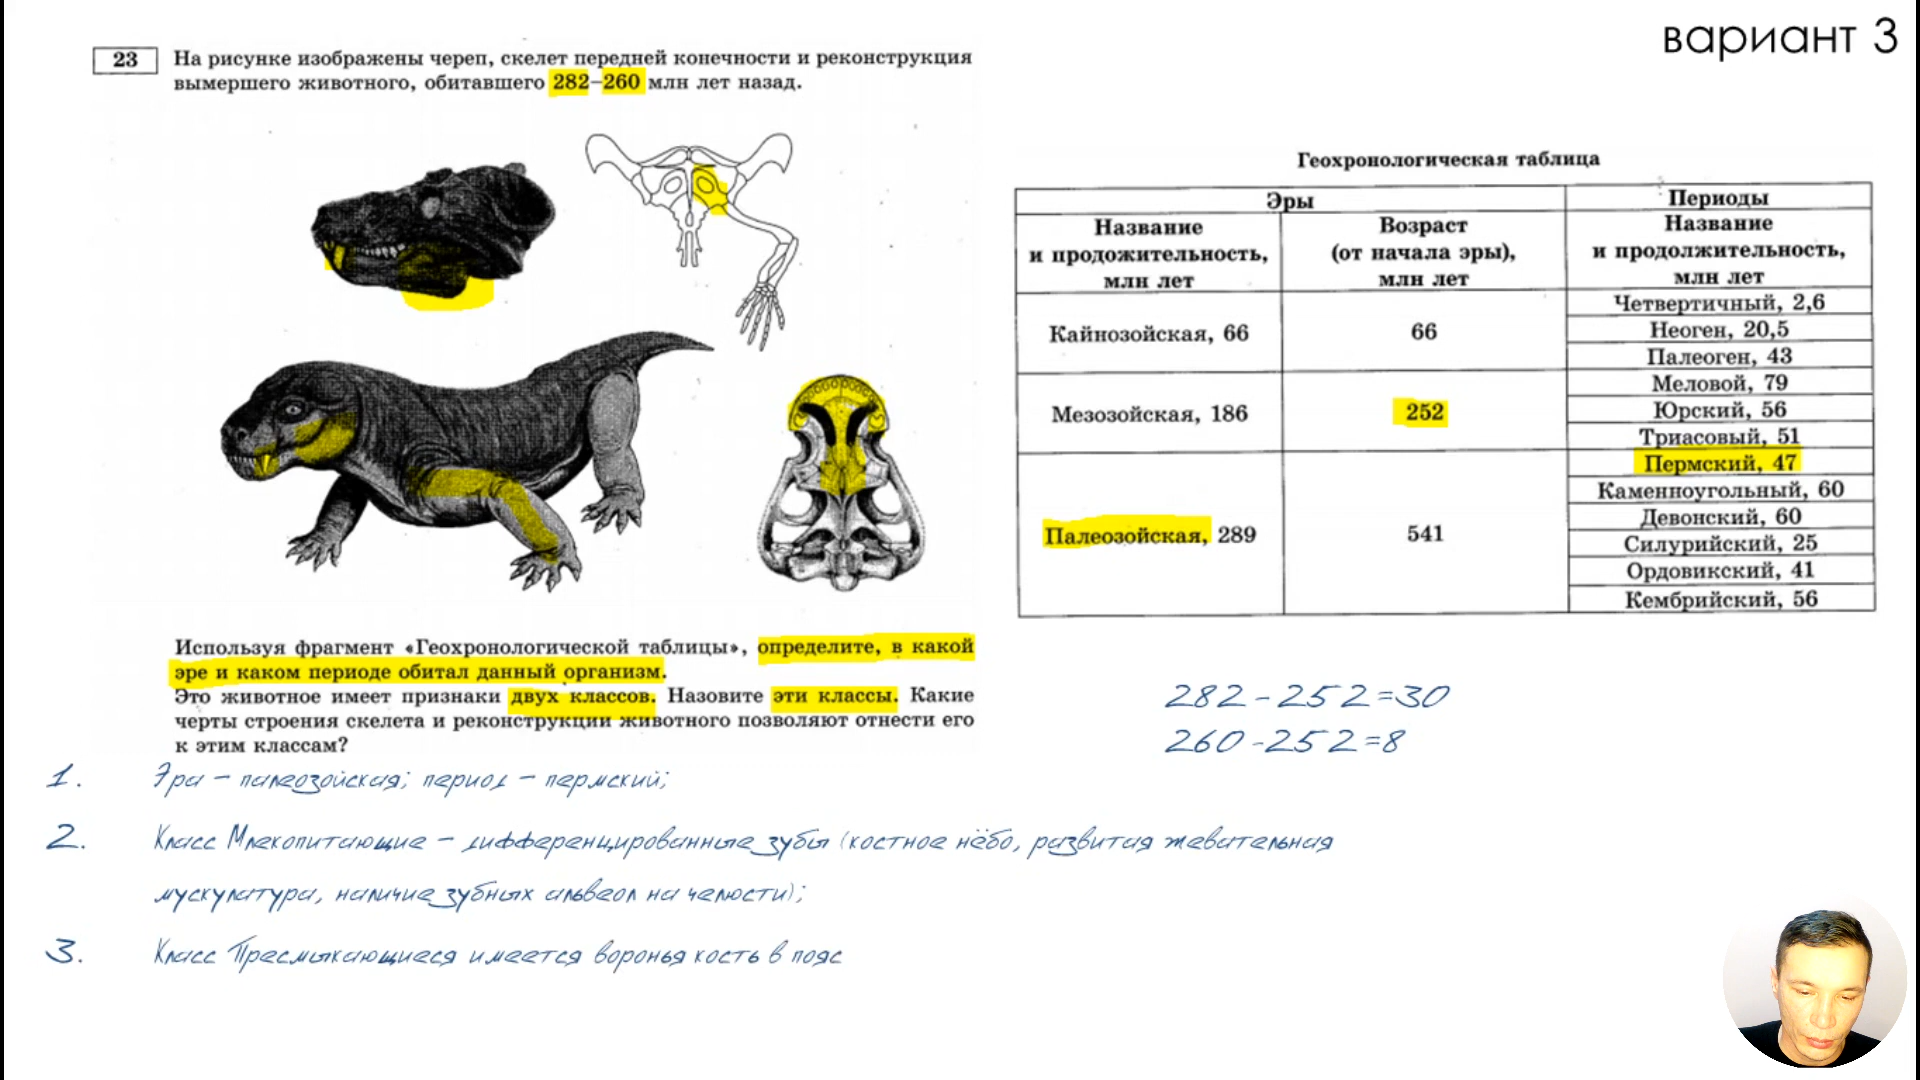 вариант 3
23 На рисунке изображены череп, скелет передней конечности и реконструкция
вымершего животного, обитавшего 282–260 млн лет назад.
Геохронологическая таблица
Эры Периоды
Название Возраст Название
и продожительность, (от начала эры), и продолжительность,
млн лет млн лет млн лет
Четвертичный, 2,6
Кайнозойская, 66 66 Неоген, 20,5
Палеоген, 43
Меловой, 79
Мезозойская, 186 252 Юрский, 56
Триасовый, 51
Пермский, 47
Каменноугольный, 60
Девонский, 60
Палеозойская, 289 541 Силурийский, 25
Ордовикский, 41
Кембрийский, 56
Используя фрагмент «Геохронологической таблицы», определите, в какой
эре и каком периоде обитал данный организм.
Это животное имеет признаки двух классов. Назовите эти классы. Какие
черты строения скелета и реконструкции животного позволяют отнести его
к этим классам?
282-252=30
260-252=8
1. Эра – палеозойская; период – пермский;
2. Класс Млекопитающие – дифференцированные зубы (костное нёбо, развитая жевательная
мускулатура, наличие зубных альвеол на челюсти);
3. Класс Пресмыкающиеся имеется воронья кость в пояс